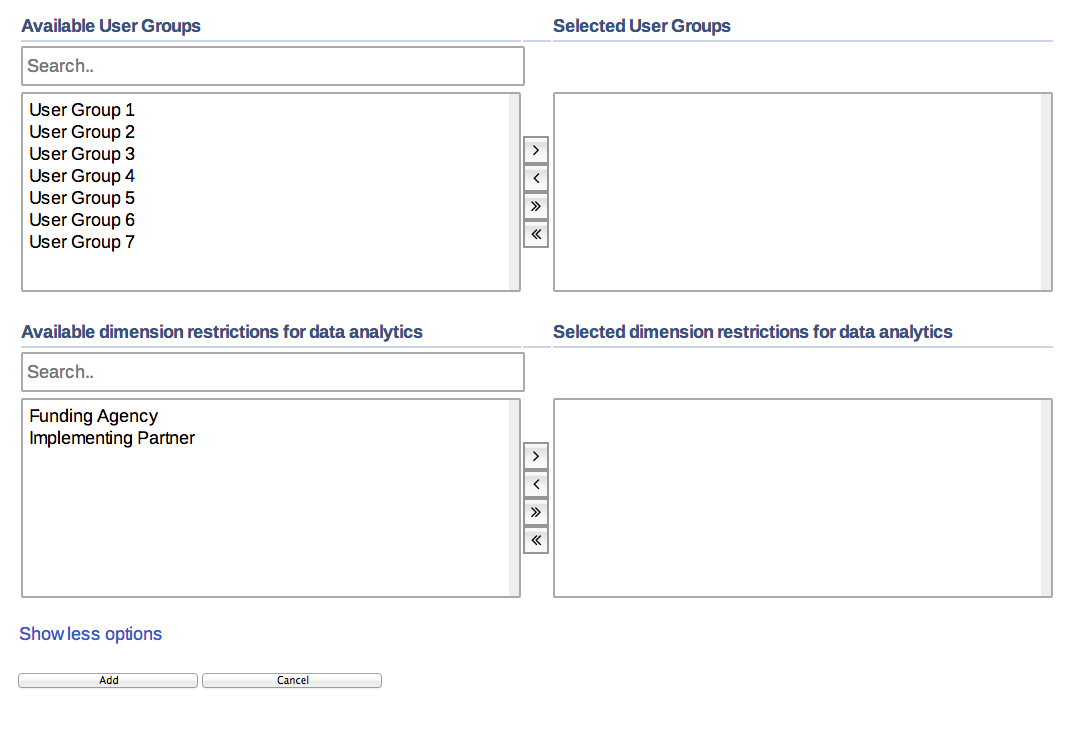 Available User Groups
Selected User Groups
Search..
User Group 1
User Group 2
User Group 3
User Group 4
User Group 5
User Group 6
User Group 7
>
<
»
«
Available dimension restrictions for data analytics
Selected dimension restrictions for data analytics
Search..
Funding Agency
Implementing Partner
>
<
»
«
Show less options
Add
Cancel